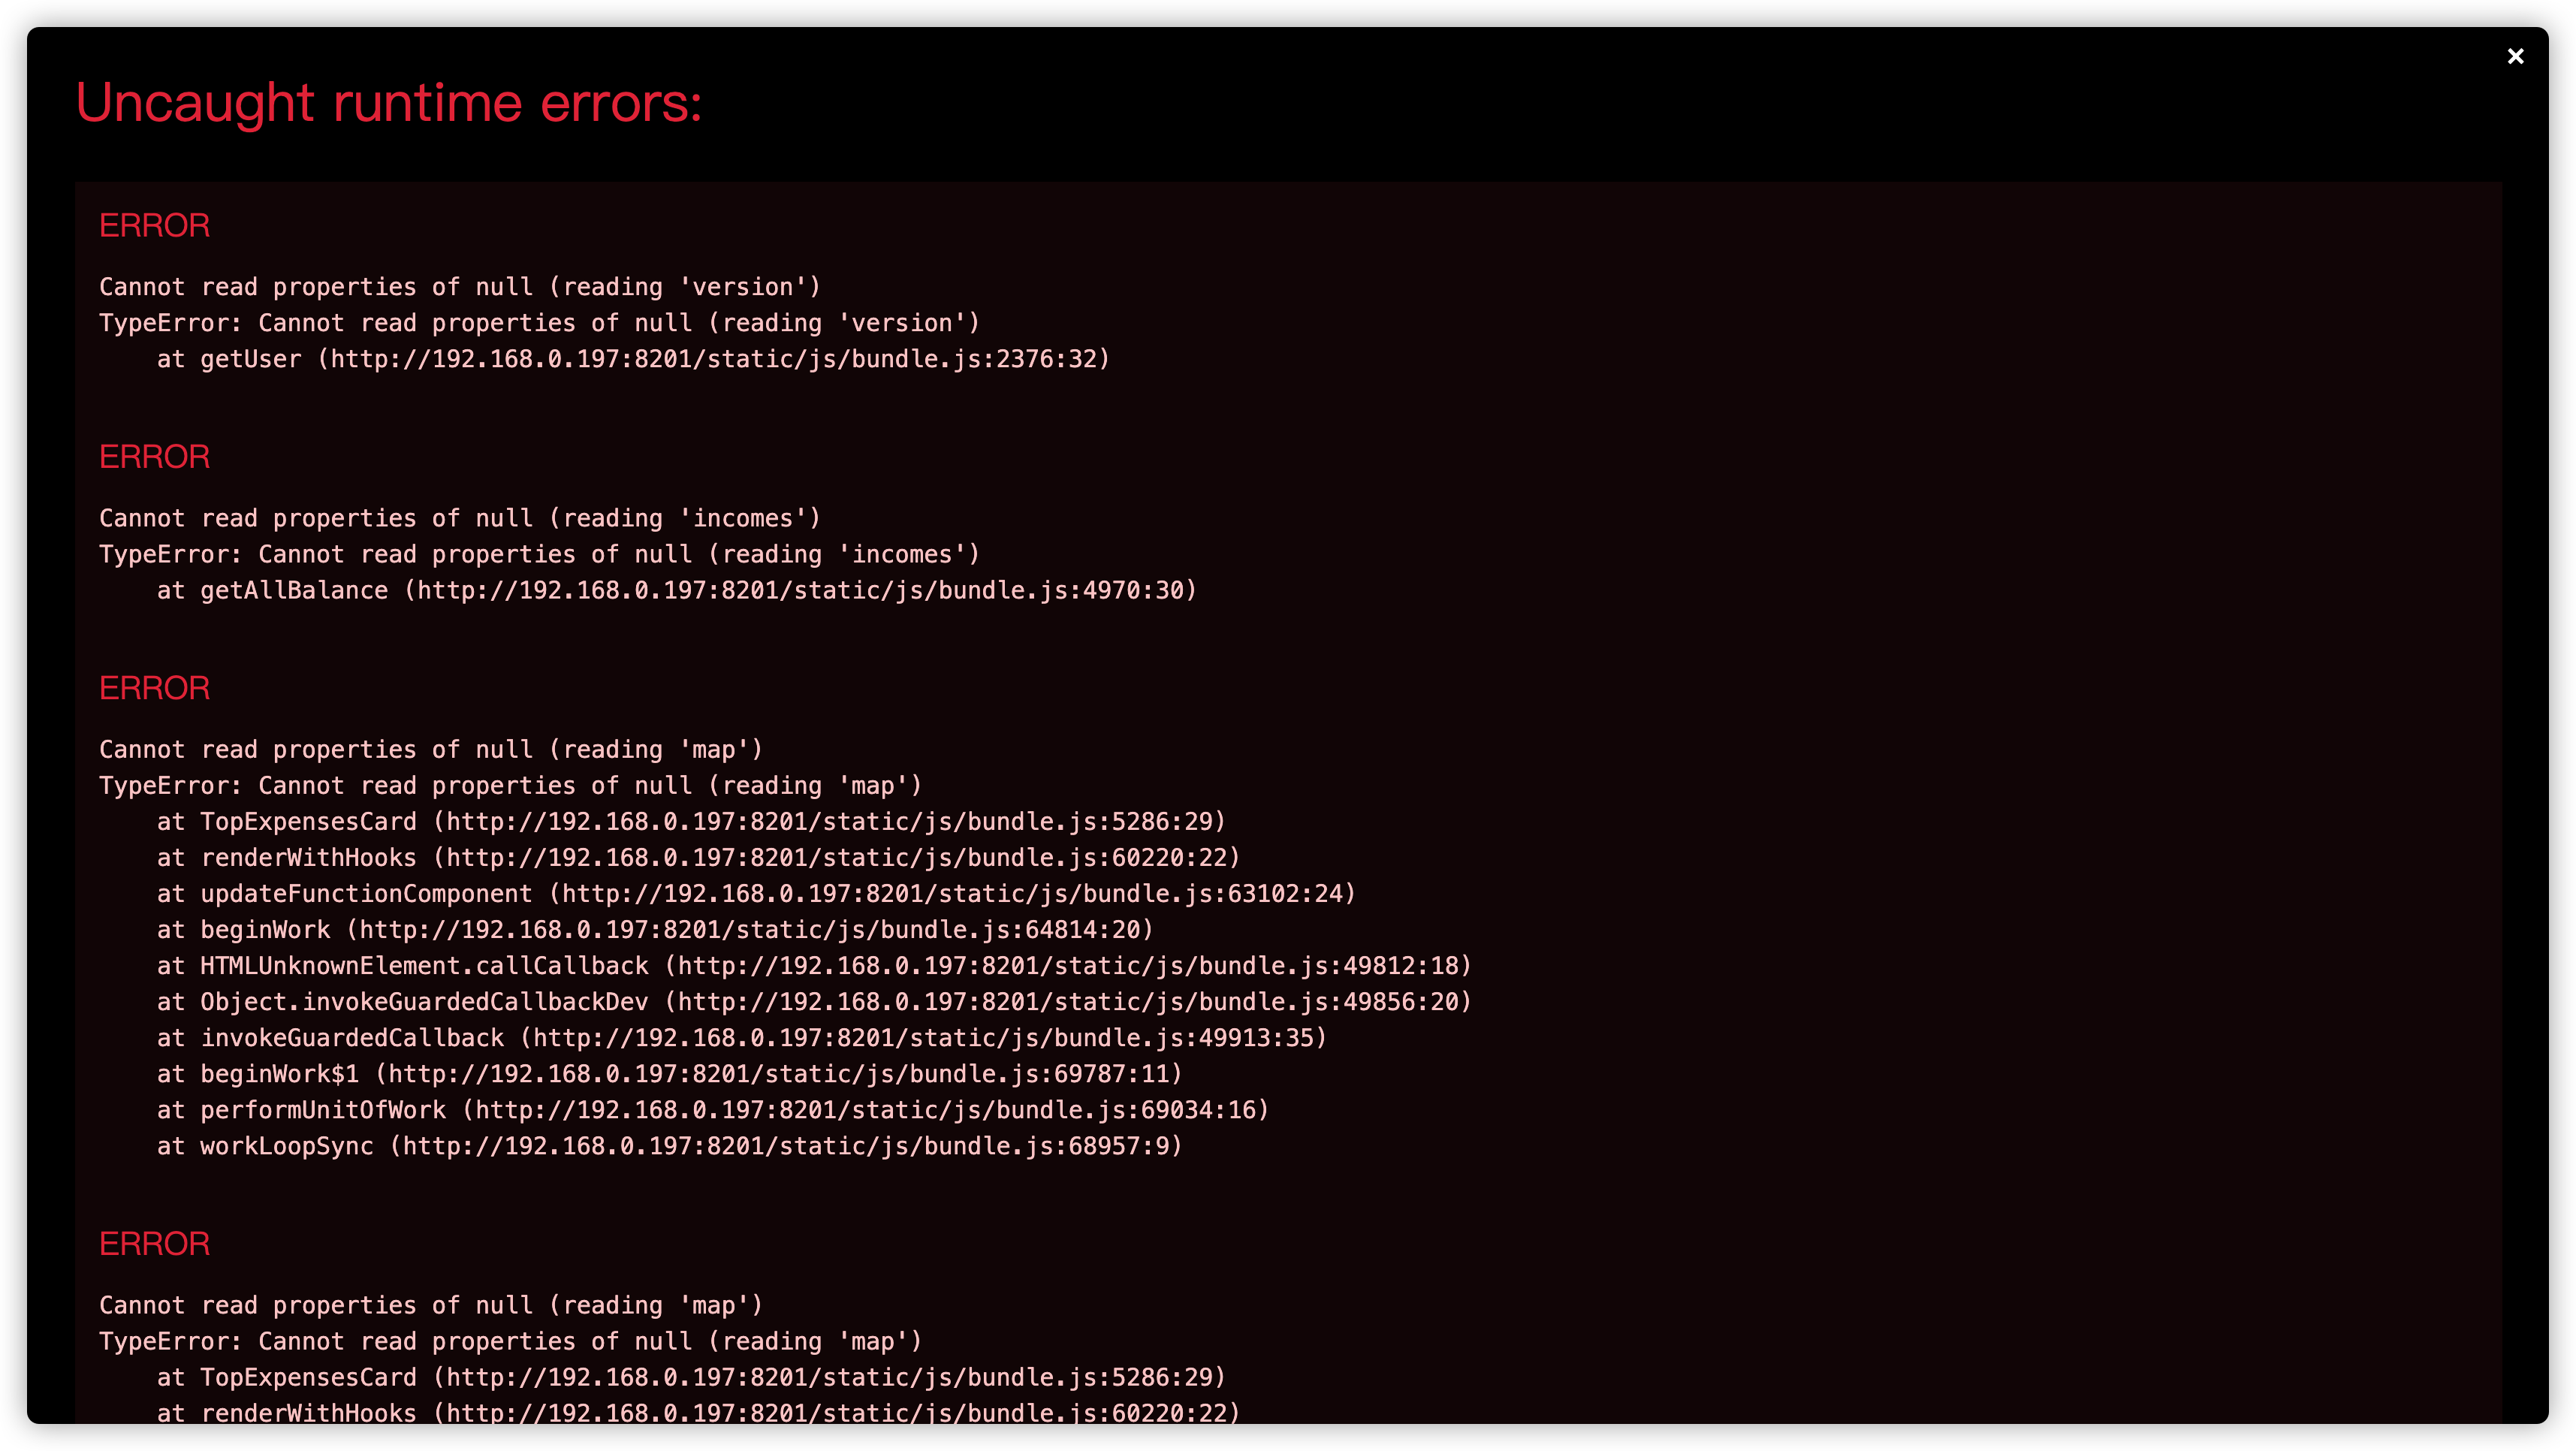 ×
Uncaught runtime errors:
ERROR
Cannot read properties of null (reading 'version')
TypeError: Cannot read properties of null (reading 'version')
    at getUser (http://192.168.0.197:8201/static/js/bundle.js:2376:32)
ERROR
Cannot read properties of null (reading 'incomes')
TypeError: Cannot read properties of null (reading 'incomes')
    at getAllBalance (http://192.168.0.197:8201/static/js/bundle.js:4970:30)
ERROR
Cannot read properties of null (reading 'map')
TypeError: Cannot read properties of null (reading 'map')
    at TopExpensesCard (http://192.168.0.197:8201/static/js/bundle.js:5286:29)
    at renderWithHooks (http://192.168.0.197:8201/static/js/bundle.js:60220:22)
    at updateFunctionComponent (http://192.168.0.197:8201/static/js/bundle.js:63102:24)
    at beginWork (http://192.168.0.197:8201/static/js/bundle.js:64814:20)
    at HTMLUnknownElement.callCallback (http://192.168.0.197:8201/static/js/bundle.js:49812:18)
    at Object.invokeGuardedCallbackDev (http://192.168.0.197:8201/static/js/bundle.js:49856:20)
    at invokeGuardedCallback (http://192.168.0.197:8201/static/js/bundle.js:49913:35)
    at beginWork$1 (http://192.168.0.197:8201/static/js/bundle.js:69787:11)
    at performUnitOfWork (http://192.168.0.197:8201/static/js/bundle.js:69034:16)
    at workLoopSync (http://192.168.0.197:8201/static/js/bundle.js:68957:9)
ERROR
Cannot read properties of null (reading 'map')
TypeError: Cannot read properties of null (reading 'map')
    at TopExpensesCard (http://192.168.0.197:8201/static/js/bundle.js:5286:29)
    at renderWithHooks (http://192.168.0.197:8201/static/js/bundle.js:60220:22)